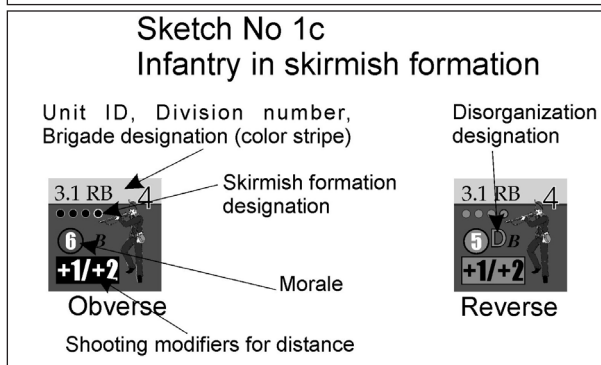 Sketch No 1c
Infantry in skirmish formation
Unit ID, Division number,
Brigade designation (color stripe)
Disorganization
designation
3.1 RB 4
Skirmish formation
designation
6 B
+1/+2
Morale
Obverse
Shooting modifiers for distance
3.1 RB 4
5 D B
+1/+2
Reverse